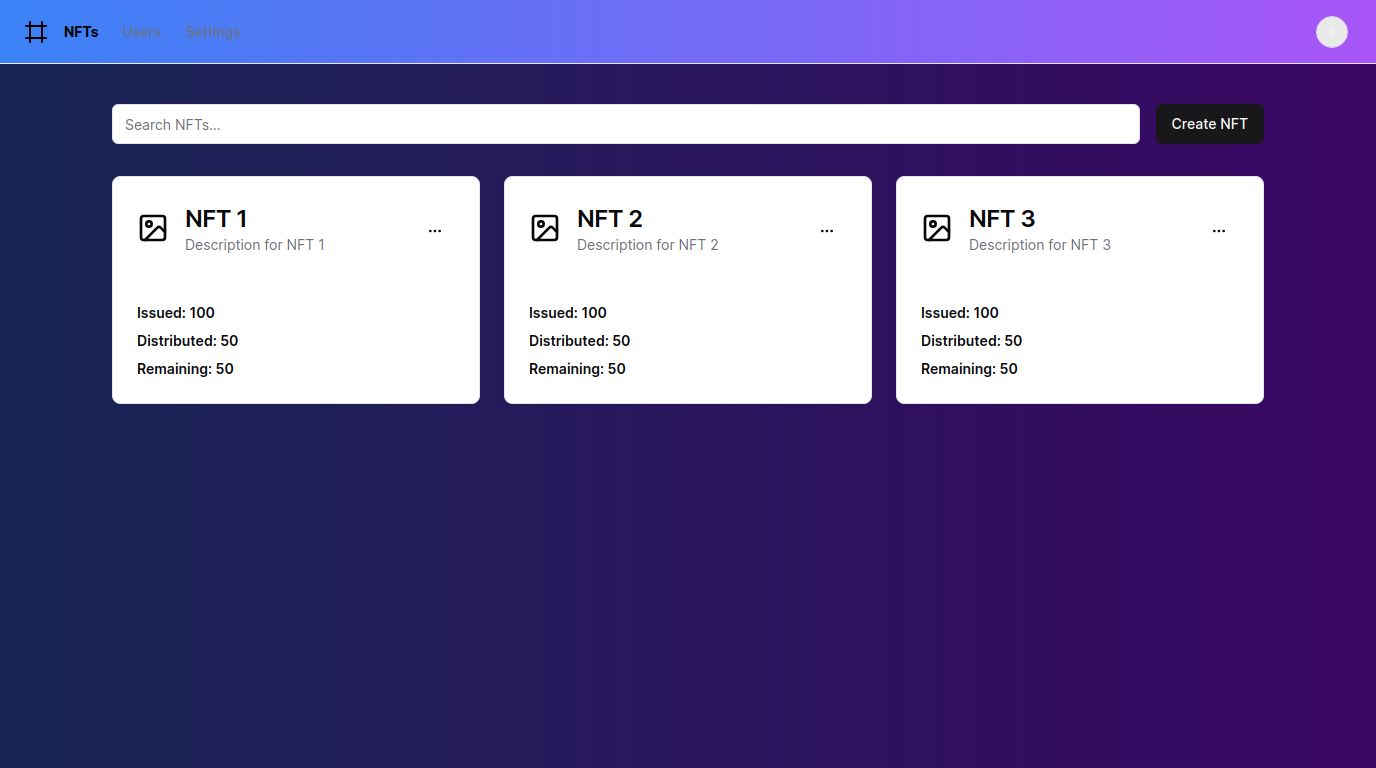 NFTs Users Settings
Search NFTs...
Create NFT
NFT 1
Description for NFT 1
Issued: 100
Distributed: 50
Remaining: 50
NFT 2
Description for NFT 2
Issued: 100
Distributed: 50
Remaining: 50
NFT 3
Description for NFT 3
Issued: 100
Distributed: 50
Remaining: 50